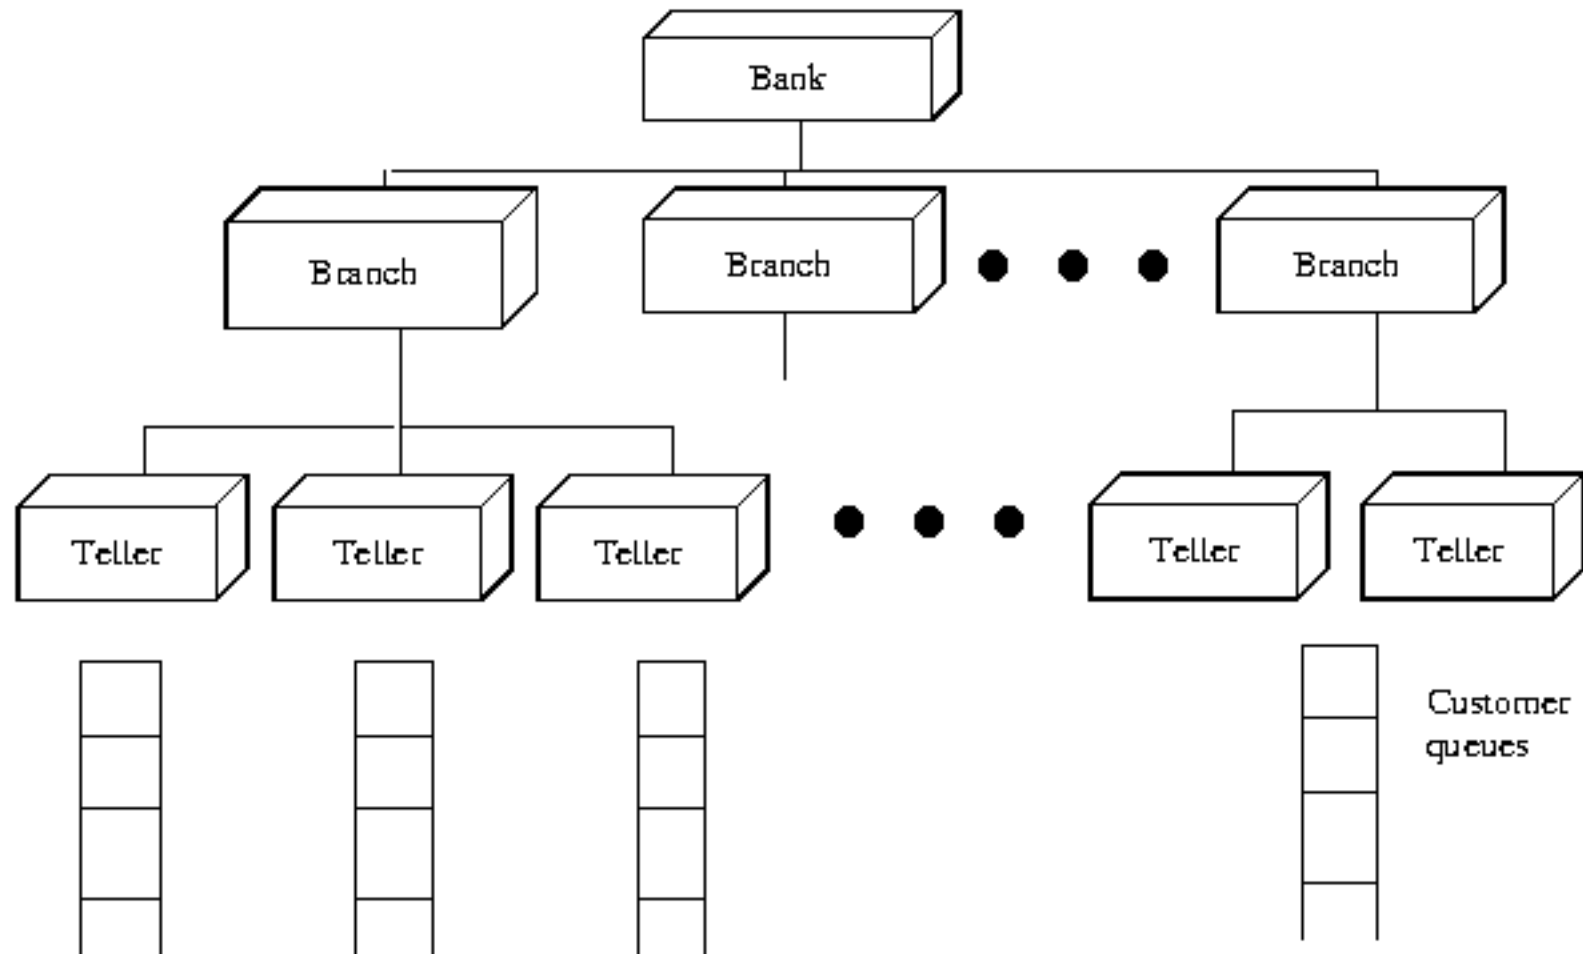 Bank
Branch
Branch
Branch
Teller
Teller
Teller
Teller
Teller
Customer
queues